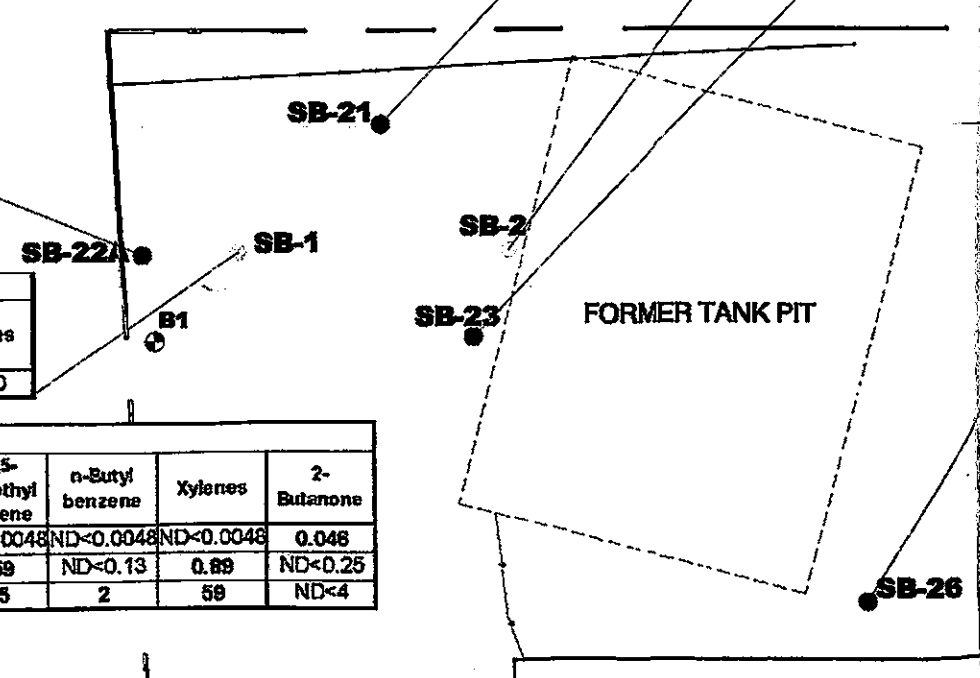 SB-21
SB-2
SB-1
SB-22A
FORMER TANK PIT
SB-23
B1
n-Butyl benzene Xylenes 2-Butanone
0048 ND<0.0048 ND<0.0048 0.046
ND<0.13 0.89 ND<0.25
5 2 59 ND<4
SB-26